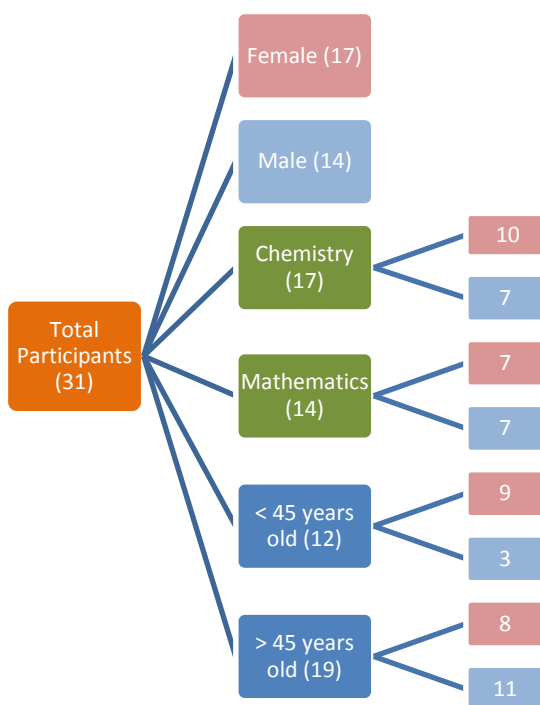 Female (17)
Male (14)
Chemistry
(17)
10
7
Total
Participants
(31)
Mathematics
(14)
7
7
< 45 years
old (12)
9
3
> 45 years
old (19)
8
11